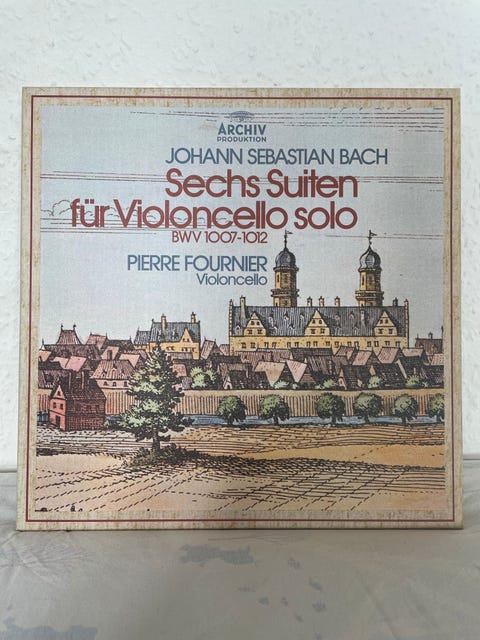 ARCHIV
PRODUKTION
JOHANN SEBASTIAN BACH
Sechs Suiten
für Violoncello solo
BWV 1007-1012
PIERRE FOURNIER
Violoncello